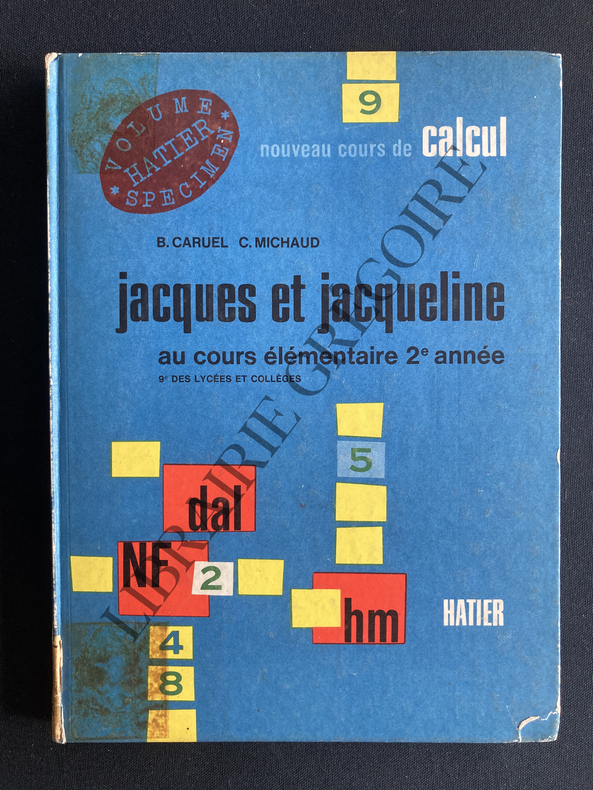 9
VOLUME
HATIER
* SPECIMEN *
nouveau cours de calcul
B. CARUEL C. MICHAUD
jacques et jacqueline
au cours élémentaire 2e année
9e DES LYCÉES ET COLLÈGES
5
dal
NF
2
hm
HATIER
4
8
LIBRAIRIE GREGOIRE